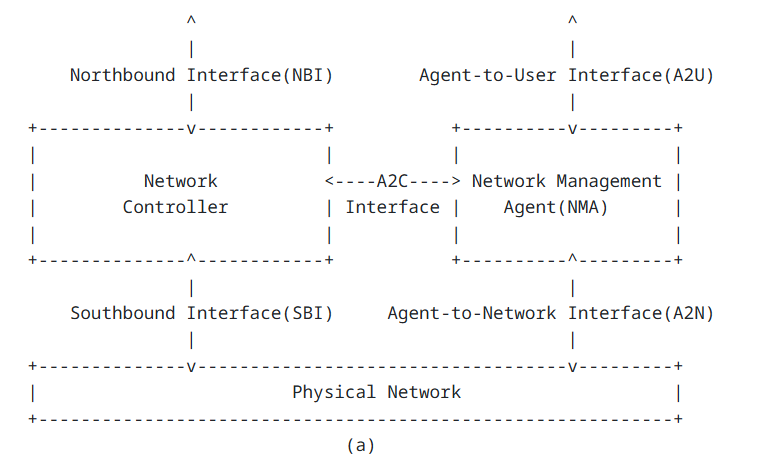 Northbound Interface(NBI) Agent-to-User Interface(A2U)
Network <----A2C----> Network Management
Controller Interface Agent(NMA)
Southbound Interface(SBI) Agent-to-Network Interface(A2N)
Physical Network
(a)